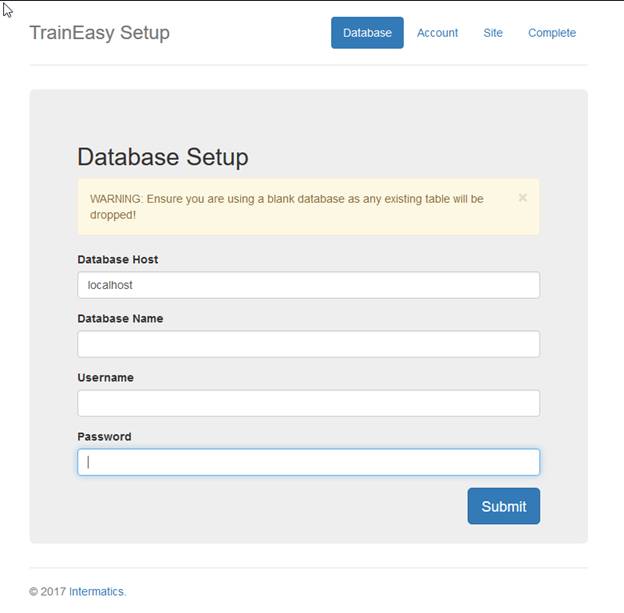 TrainEasy Setup
Database Account Site Complete
Database Setup
WARNING: Ensure you are using a blank database as any existing table will be ×
dropped!
Database Host
localhost
Database Name
Username
Password
Submit
© 2017 Intermatics.